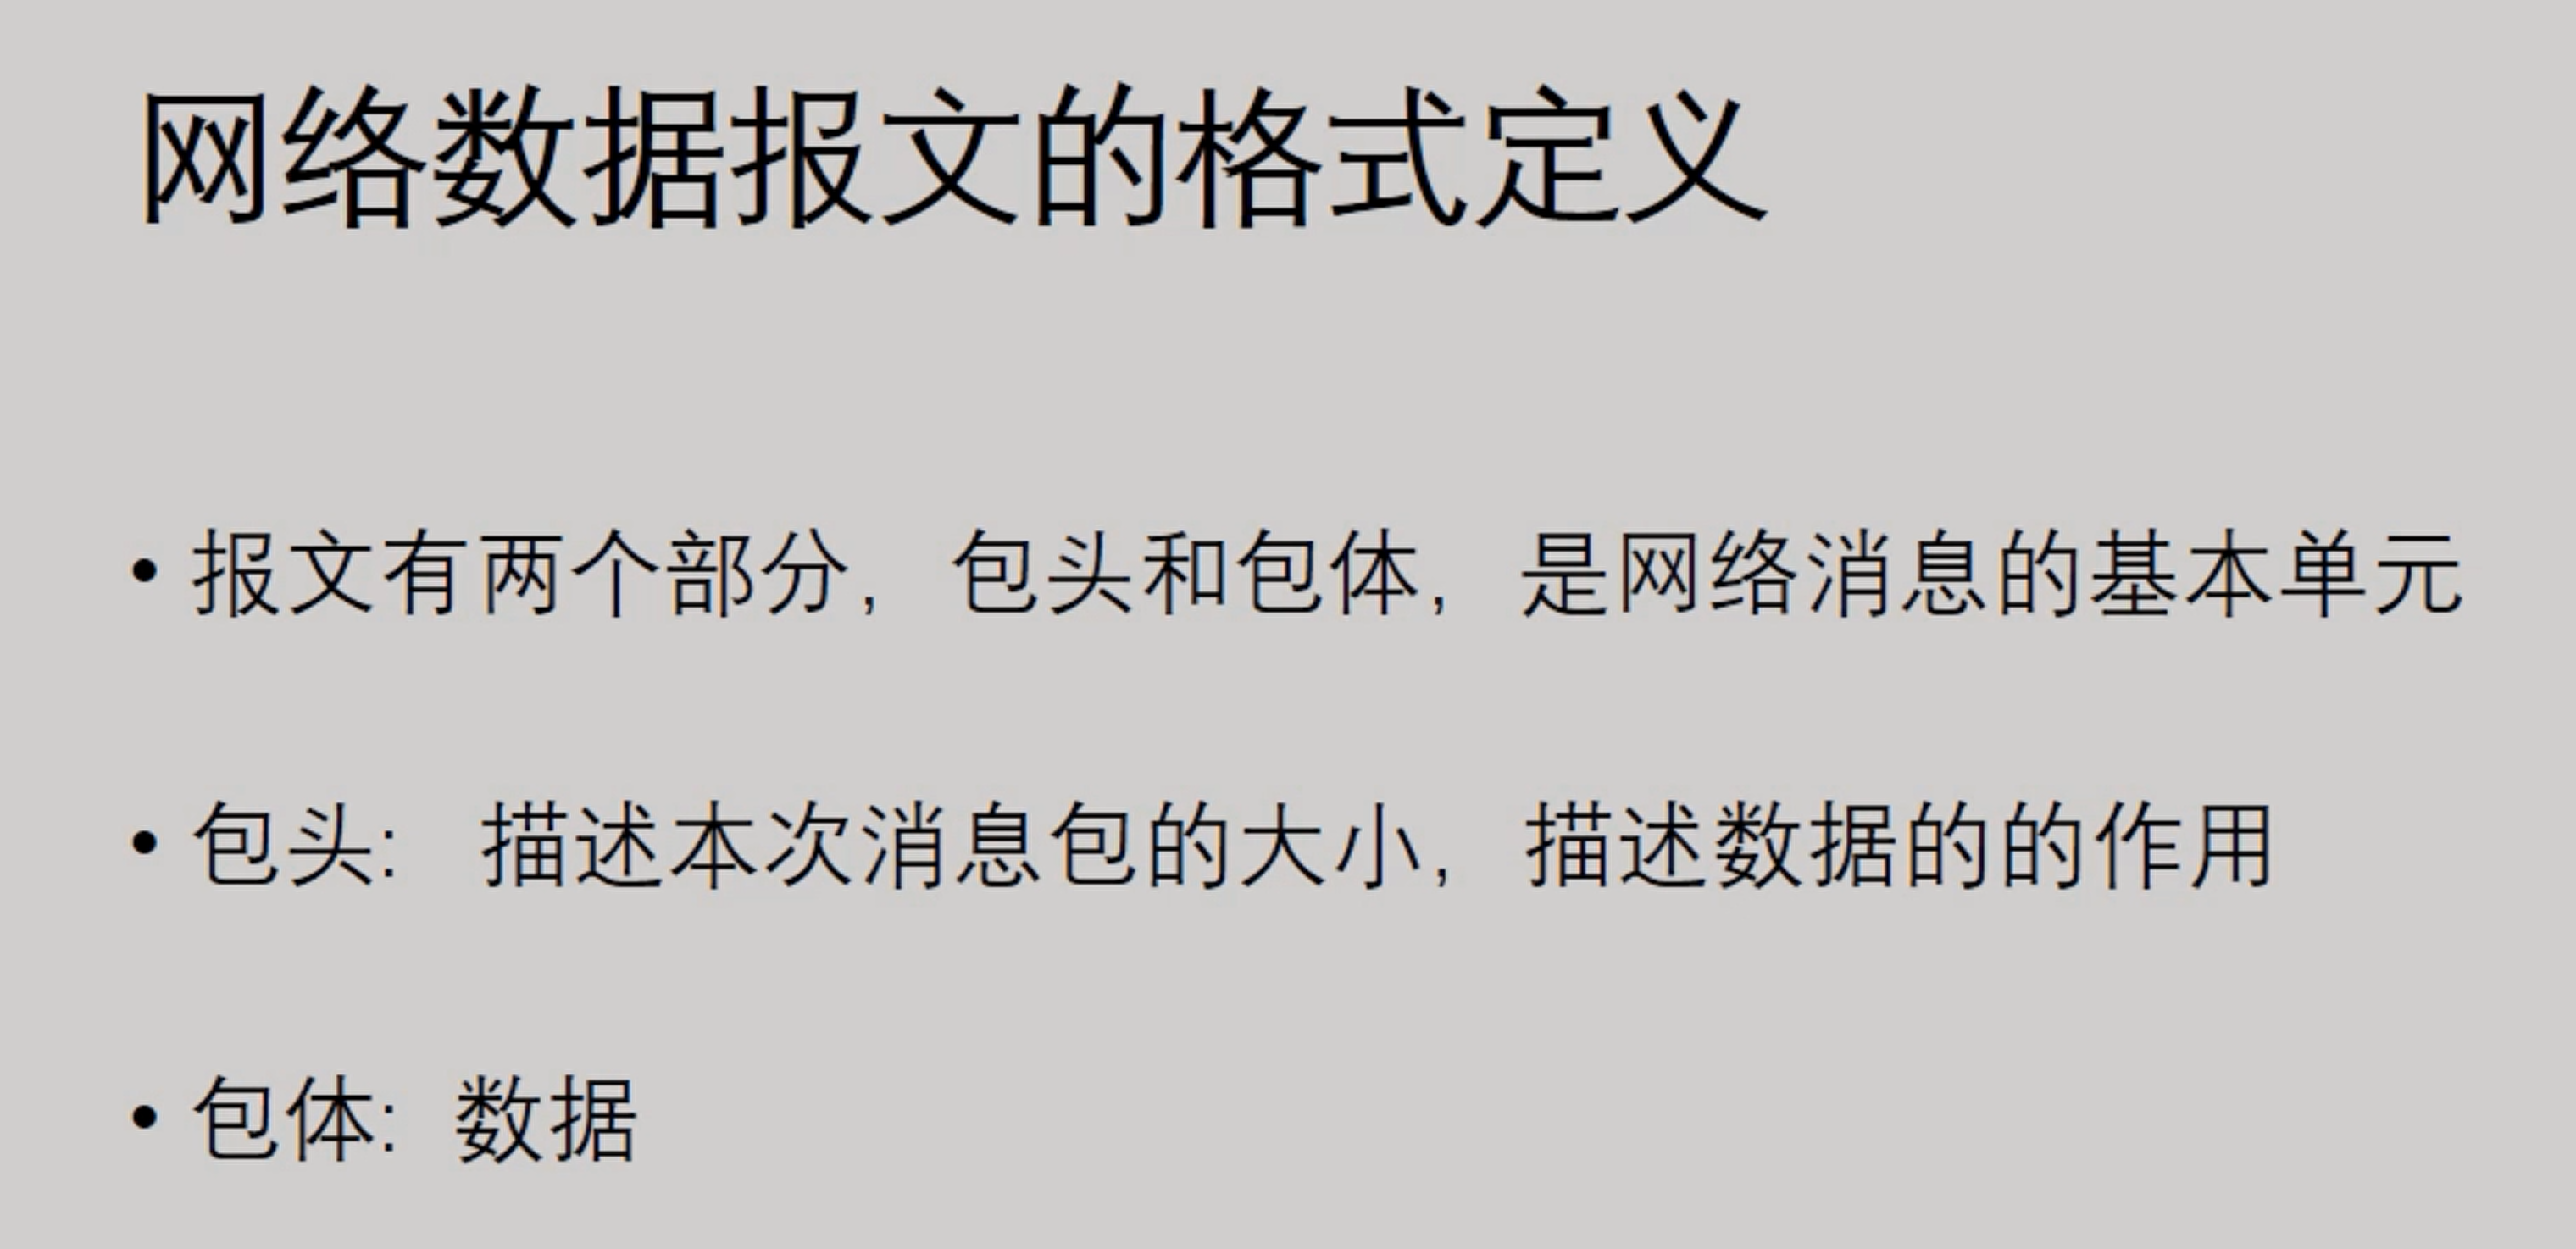 网络数据报文的格式定义
• 报文有两个部分，包头和包体，是网络消息的基本单元
• 包头: 描述本次消息包的大小，描述数据的的作用
• 包体: 数据